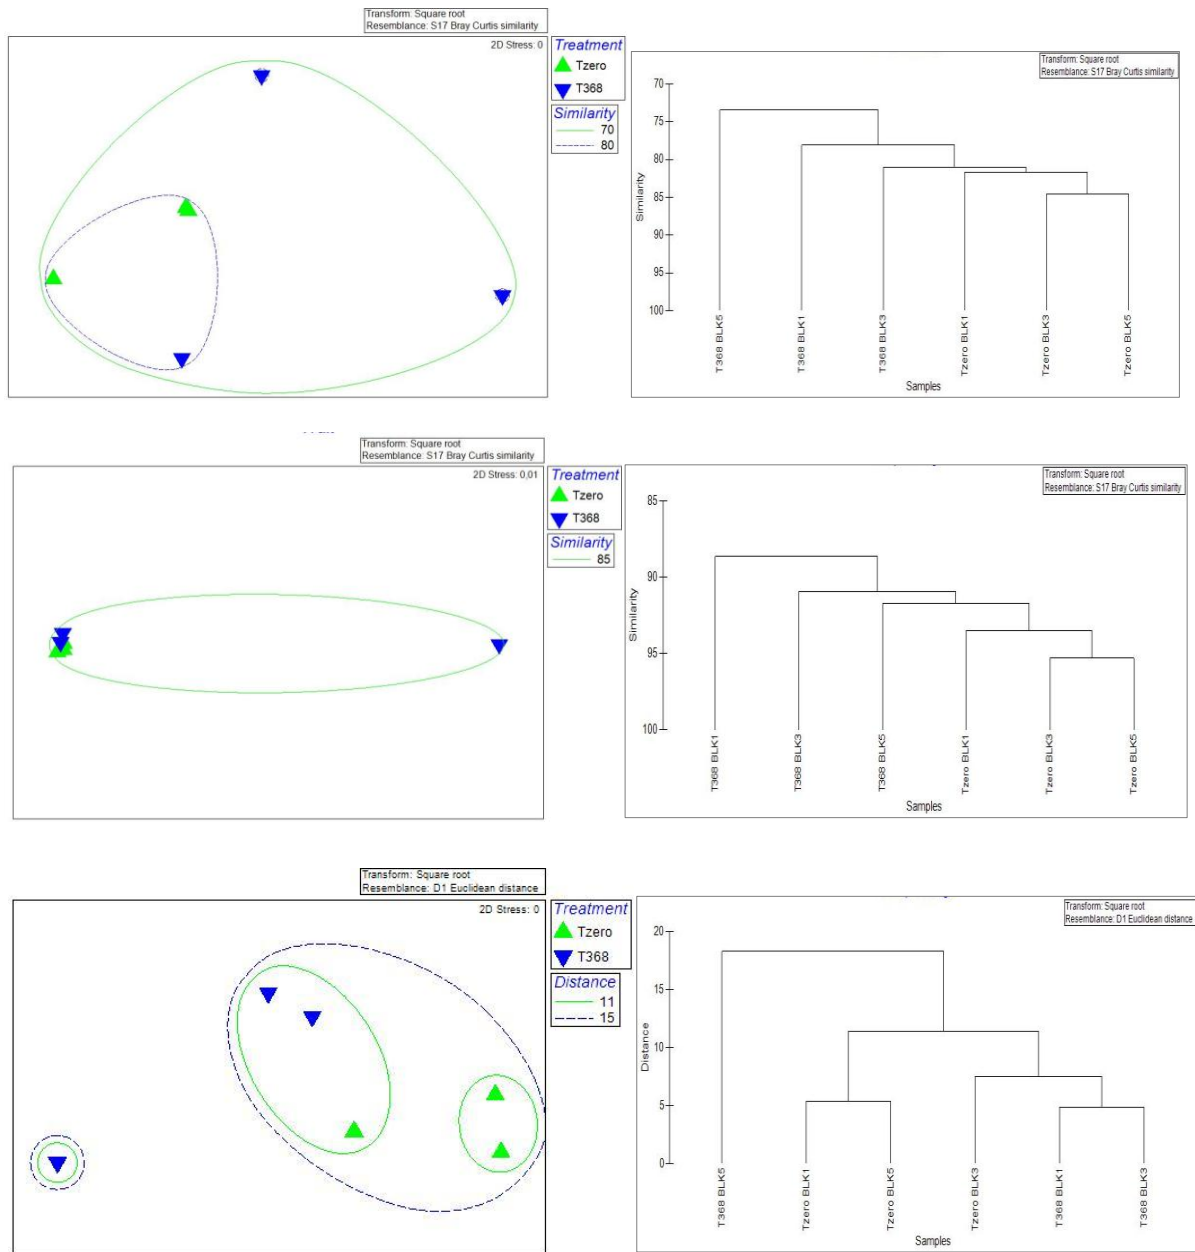 Transform: Square root
Resemblance: S17 Bray Curtis similarity
2D Stress: 0
Treatment
Tzero
T368
Similarity
70
80
Transform: Square root
Resemblance: S17 Bray Curtis similarity
70
75
80
85
90
95
100
Similarity
T368 BLK5
T368 BLK1
T368 BLK3
Tzero BLK1
Tzero BLK3
Tzero BLK5
Samples
Transform: Square root
Resemblance: S17 Bray Curtis similarity
2D Stress: 0,01
Treatment
Tzero
T368
Similarity
85
Transform: Square root
Resemblance: S17 Bray Curtis similarity
85
90
95
100
Similarity
T368 BLK1
T368 BLK3
T368 BLK5
Tzero BLK1
Tzero BLK3
Tzero BLK5
Samples
Transform: Square root
Resemblance: D1 Euclidean distance
2D Stress: 0
Treatment
Tzero
T368
Distance
11
15
Transform: Square root
Resemblance: D1 Euclidean distance
20
15
10
5
0
Distance
T368 BLK5
Tzero BLK1
Tzero BLK5
Tzero BLK3
T368 BLK1
T368 BLK3
Samples